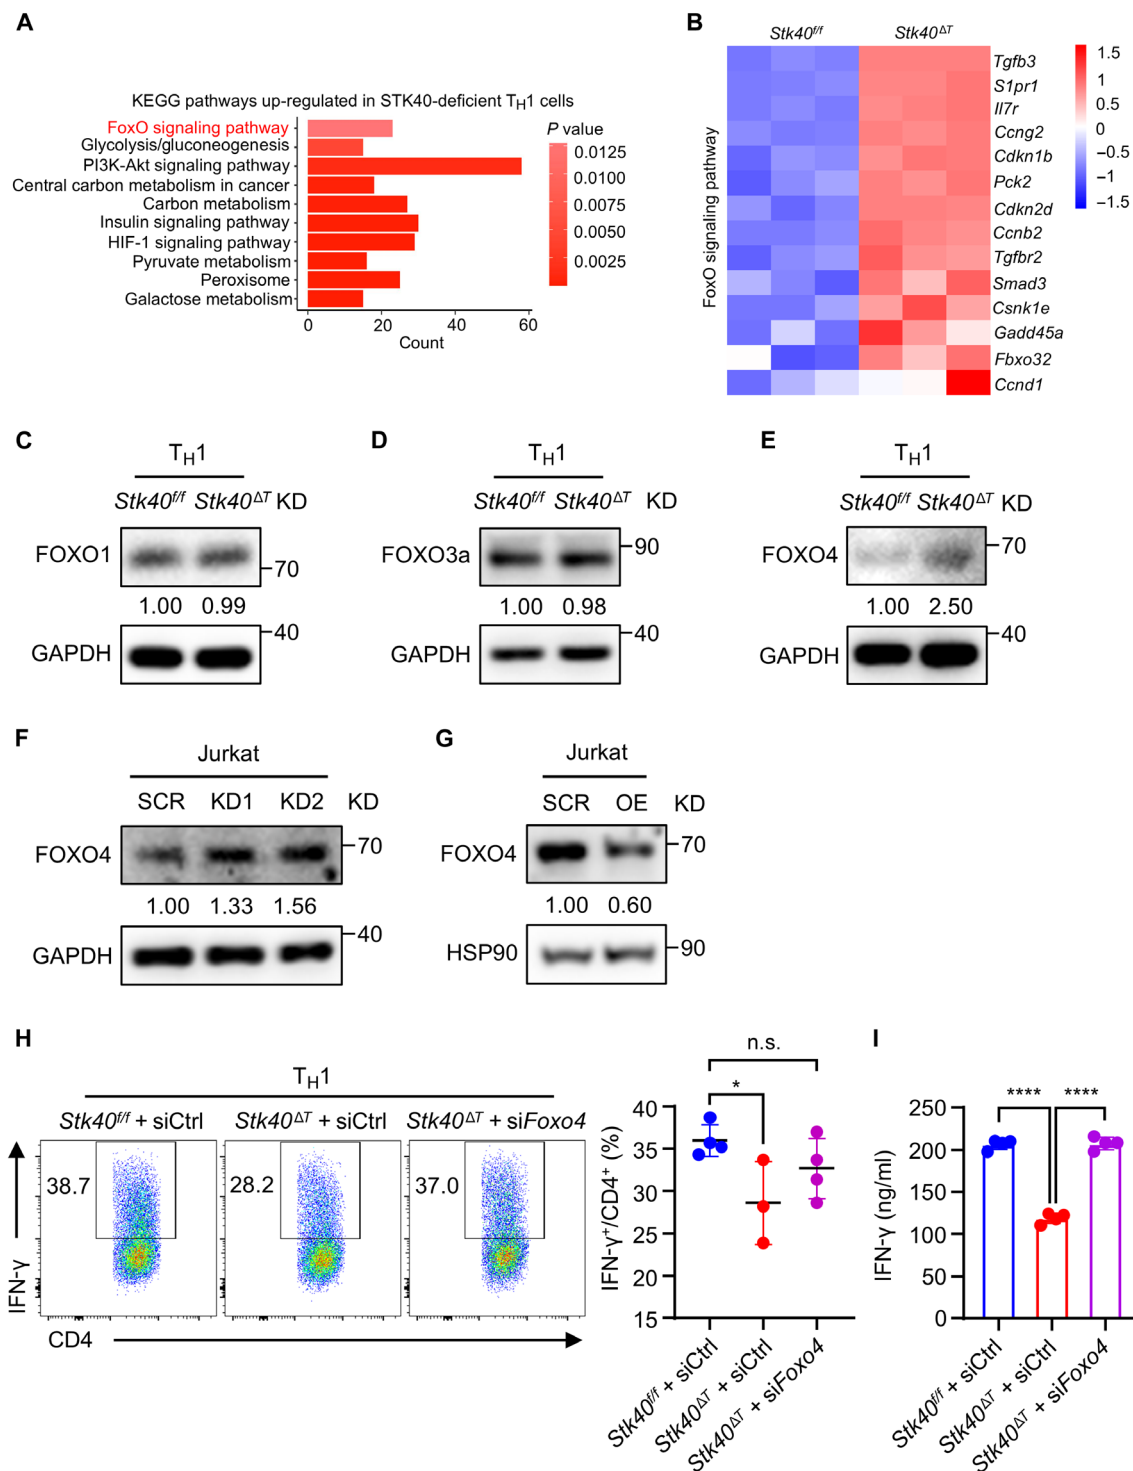 A
KEGG pathways up-regulated in STK40-deficient TH1 cells
FoxO signaling pathway
Glycolysis/gluconeogenesis
PI3K-Akt signaling pathway
Central carbon metabolism in cancer
Carbon metabolism
Insulin signaling pathway
HIF-1 signaling pathway
Pyruvate metabolism
Peroxisome
Galactose metabolism
0 20 40 60
Count
P value
0.0125
0.0100
0.0075
0.0050
0.0025
B
Stk40f/f Stk40ΔT
FoxO signaling pathway
Tgfb3
S1pr1
Il7r
Ccng2
Cdkn1b
Pck2
Cdkn2d
Ccnb2
Tgfbr2
Smad3
Csnk1e
Gadd45a
Fbxo32
Ccnd1
1.5
1
0.5
0
−0.5
−1
−1.5
C
TH1
Stk40f/f Stk40ΔT KD
FOXO1
70
1.00 0.99
40
GAPDH
D
TH1
Stk40f/f Stk40ΔT KD
90
FOXO3a
1.00 0.98
40
GAPDH
E
TH1
Stk40f/f Stk40ΔT KD
70
FOXO4
1.00 2.50
40
GAPDH
F
Jurkat
SCR KD1 KD2 KD
70
FOXO4
1.00 1.33 1.56
40
GAPDH
G
Jurkat
SCR OE KD
70
FOXO4
1.00 0.60
90
HSP90
H
TH1
Stk40f/f + siCtrl Stk40ΔT + siCtrl Stk40ΔT + siFoxo4
38.7 28.2 37.0
IFN-γ
CD4
n.s.
*
IFN-γ+/CD4+ (%)
40
35
30
25
20
15
Stk40f/f + siCtrl
Stk40ΔT + siCtrl
Stk40ΔT + siFoxo4
I
**** ****
IFN-γ (ng/ml)
250
200
150
100
50
0
Stk40f/f + siCtrl
Stk40ΔT + siCtrl
Stk40ΔT + siFoxo4